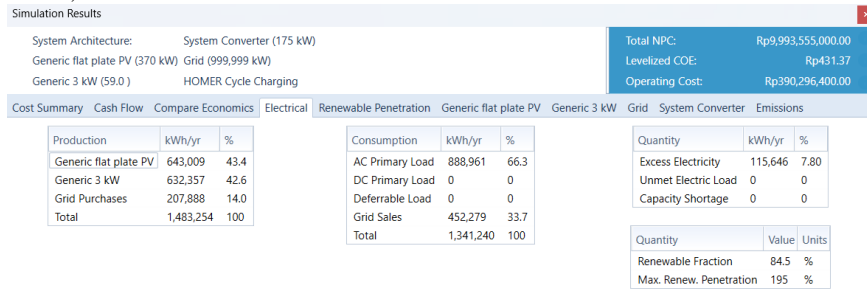 Simulation Results
System Architecture: System Converter (175 kW)
Generic flat plate PV (370 kW) Grid (999,999 kW)
Generic 3 kW (59.0 ) HOMER Cycle Charging
Total NPC: Rp9,993,555,000.00
Levelized COE: Rp431.37
Operating Cost: Rp390,296,400.00
Cost Summary Cash Flow Compare Economics Electrical Renewable Penetration Generic flat plate PV Generic 3 kW Grid System Converter Emissions
Production kWh/yr %
Generic flat plate PV 643,009 43.4
Generic 3 kW 632,357 42.6
Grid Purchases 207,888 14.0
Total 1,483,254 100
Consumption kWh/yr %
AC Primary Load 888,961 66.3
DC Primary Load 0 0
Deferrable Load 0 0
Grid Sales 452,279 33.7
Total 1,341,240 100
Quantity kWh/yr %
Excess Electricity 115,646 7.80
Unmet Electric Load 0 0
Capacity Shortage 0 0
Quantity Value Units
Renewable Fraction 84.5 %
Max. Renew. Penetration 195 %